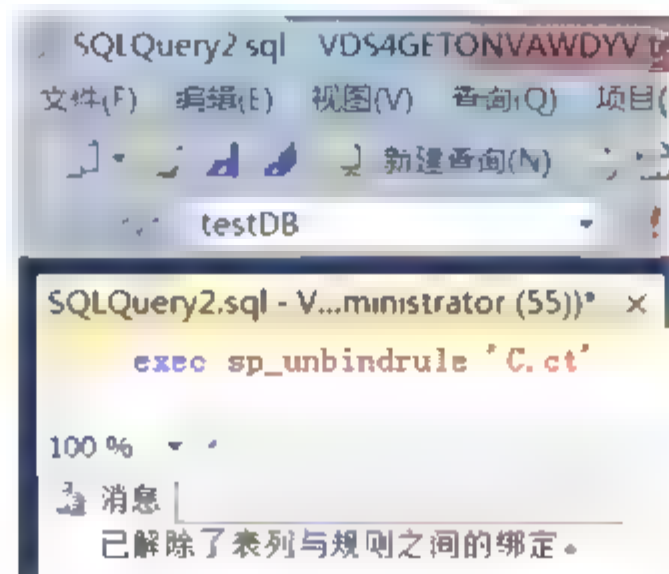 SQLQuery2.sql VDS4GETONVAWDYV
文件(F) 编辑(E) 视图(V) 查询(Q) 项目(
新建查询(N)
testDB
SQLQuery2.sql - V...ministrator (55))* ×
exec sp_unbindrule 'C.ct'
100 %
消息
已解除了表列与规则之间的绑定。